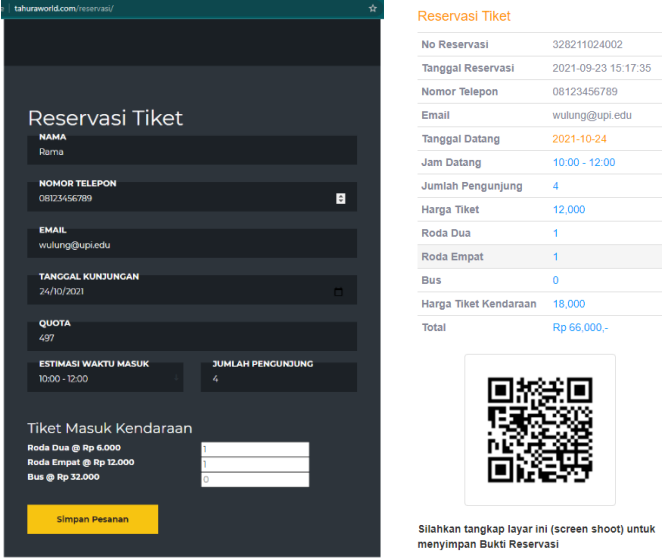 tahuraworld.com/reservasi/
Reservasi Tiket
NAMA
Rama
NOMOR TELEPON
08123456789
EMAIL
wulung@upi.edu
TANGGAL KUNJUNGAN
24/10/2021
QUOTA
497
ESTIMASI WAKTU MASUK
10:00 - 12:00
JUMLAH PENGUNJUNG
4
Tiket Masuk Kendaraan
Roda Dua @ Rp 6.000 1
Roda Empat @ Rp 12.000 1
Bus @ Rp 32.000 0
Simpan Pesanan
Reservasi Tiket
No Reservasi 328211024002
Tanggal Reservasi 2021-09-23 15:17:35
Nomor Telepon 08123456789
Email wulung@upi.edu
Tanggal Datang 2021-10-24
Jam Datang 10:00 - 12:00
Jumlah Pengunjung 4
Harga Tiket 12,000
Roda Dua 1
Roda Empat 1
Bus 0
Harga Tiket Kendaraan 18,000
Total Rp 66,000,-
Silahkan tangkap layar ini (screen shoot) untuk
menyimpan Bukti Reservasi